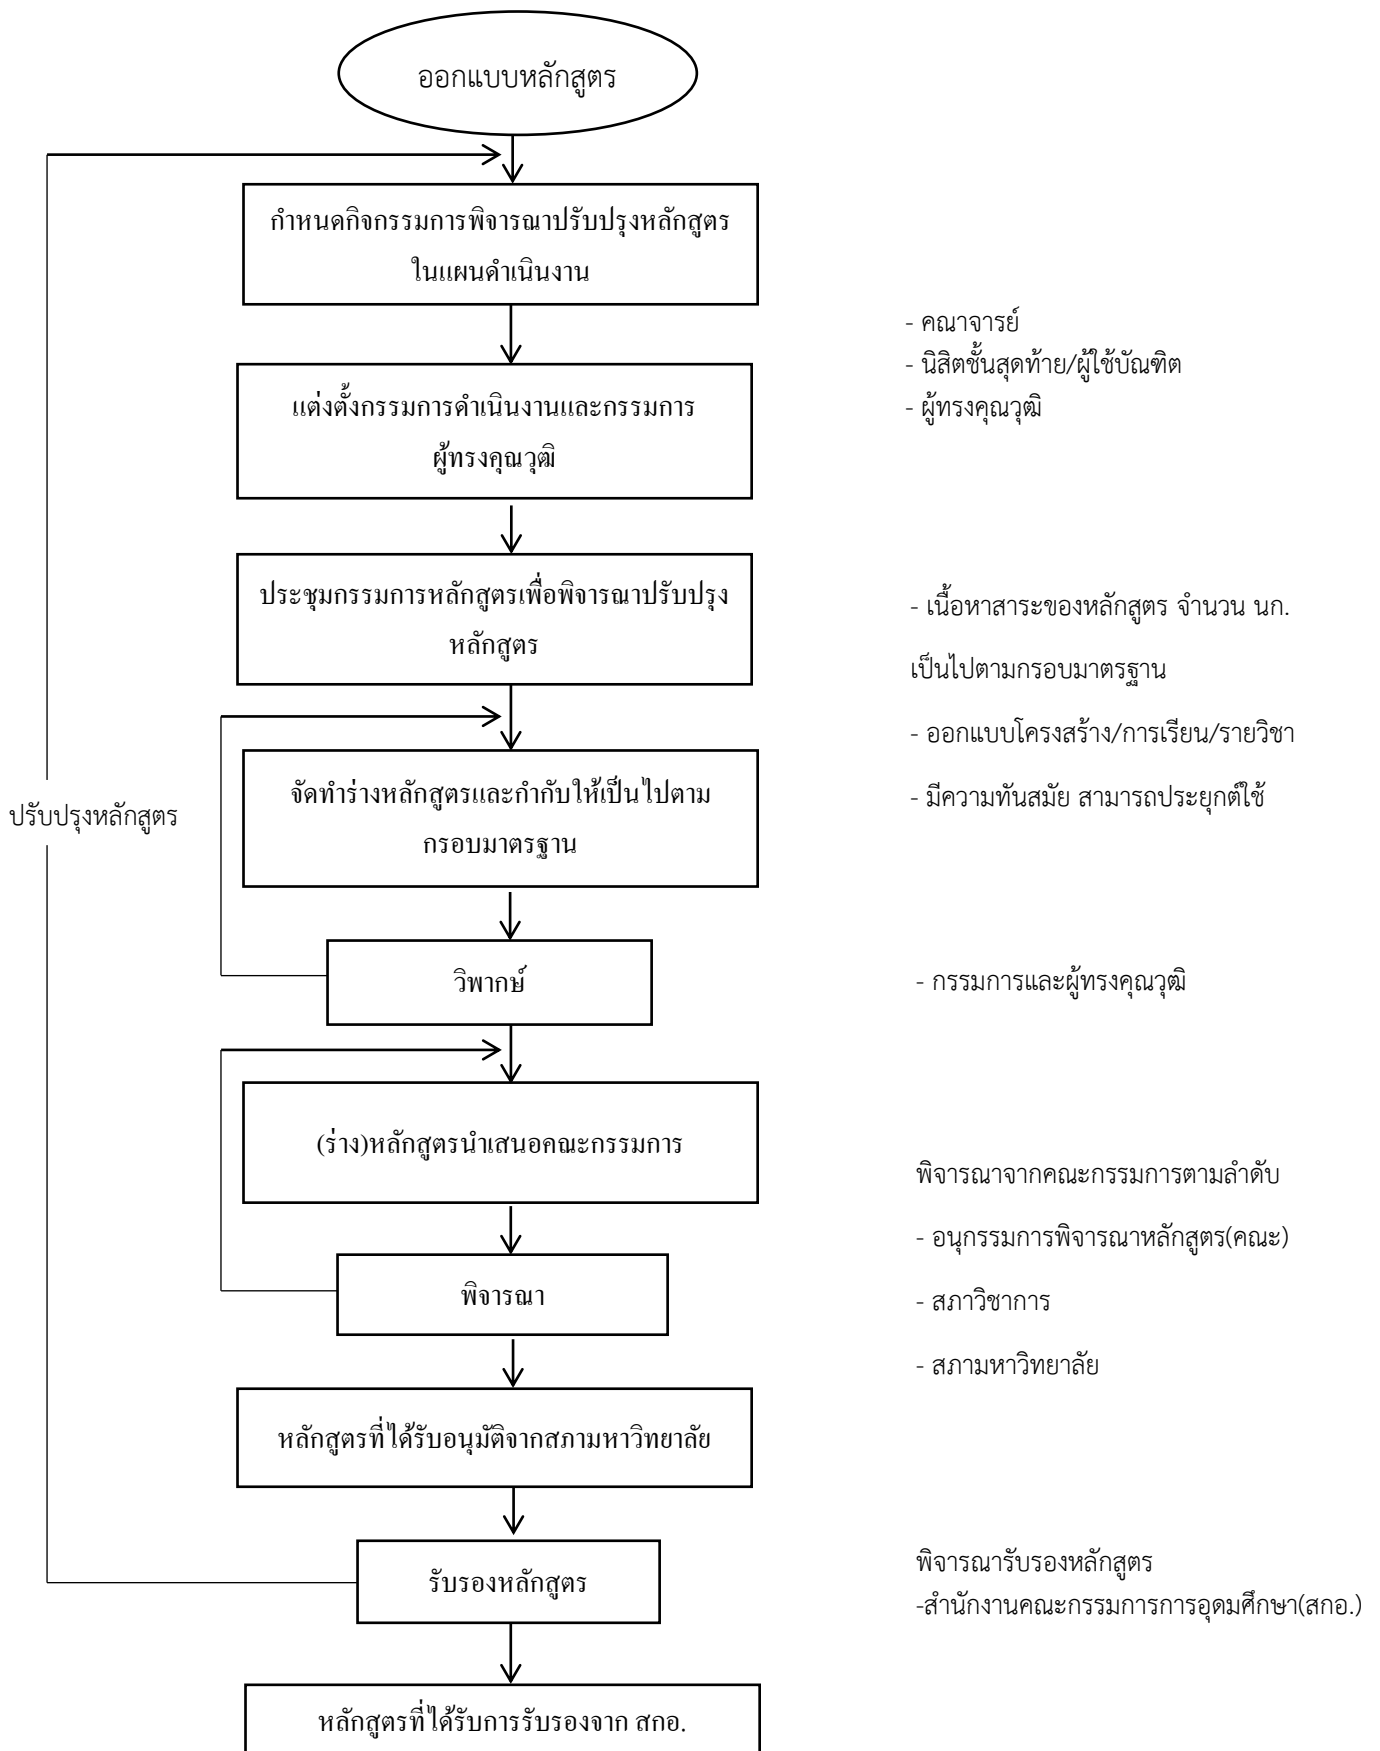 ออกแบบหลักสูตร
กำหนดกิจกรรมการพิจารณาปรับปรุงหลักสูตร
ในแผนดำเนินงาน
- คณาจารย์
- นิสิตชั้นสุดท้าย/ผู้ใช้บัณฑิต
- ผู้ทรงคุณวุฒิ
แต่งตั้งกรรมการดำเนินงานและกรรมการ
ผู้ทรงคุณวุฒิ
ประชุมกรรมการหลักสูตรเพื่อพิจารณาปรับปรุง
หลักสูตร
- เนื้อหาสาระของหลักสูตร จำนวน นก.
เป็นไปตามกรอบมาตรฐาน
- ออกแบบโครงสร้าง/การเรียน/รายวิชา
- มีความทันสมัย สามารถประยุกต์ใช้
จัดทำร่างหลักสูตรและกำกับให้เป็นไปตาม
กรอบมาตรฐาน
ปรับปรุงหลักสูตร
วิพากษ์
- กรรมการและผู้ทรงคุณวุฒิ
(ร่าง)หลักสูตรนำเสนอคณะกรรมการ
พิจารณาจากคณะกรรมการตามลำดับ
- อนุกรรมการพิจารณาหลักสูตร(คณะ)
- สภาวิชาการ
- สภามหาวิทยาลัย
พิจารณา
หลักสูตรที่ได้รับอนุมัติจากสภามหาวิทยาลัย
รับรองหลักสูตร
พิจารณารับรองหลักสูตร
-สำนักงานคณะกรรมการการอุดมศึกษา(สกอ.)
หลักสูตรที่ได้รับการรับรองจาก สกอ.